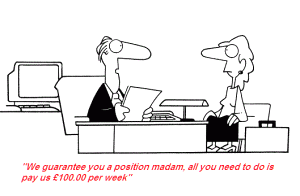 "We guarantee you a position madam, all you need to do is
pay us £100.00 per week"